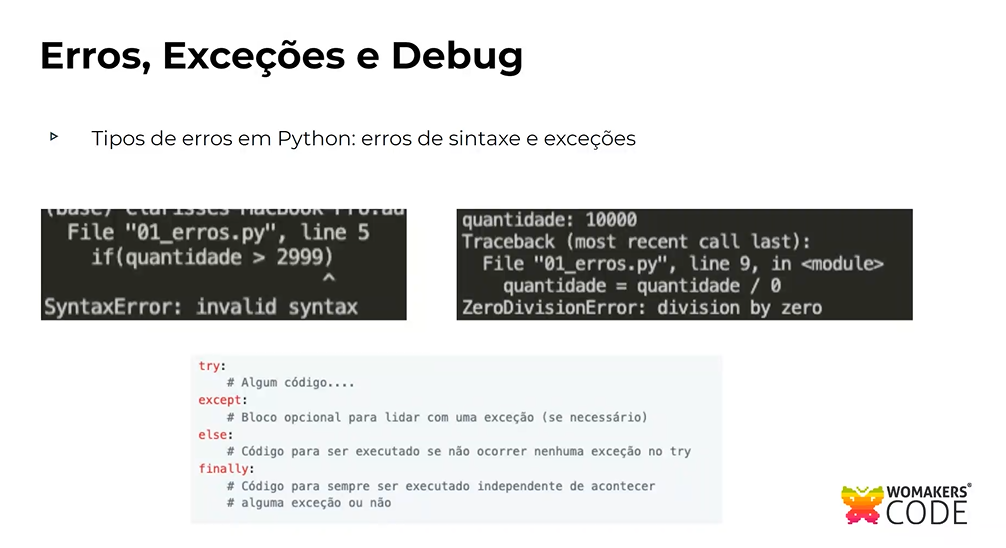 Erros, Exceções e Debug
Tipos de erros em Python: erros de sintaxe e exceções
File "01_erros.py", line 5
if(quantidade > 2999)
^
SyntaxError: invalid syntax
quantidade: 10000
Traceback (most recent call last):
File "01_erros.py", line 9, in <module>
quantidade = quantidade / 0
ZeroDivisionError: division by zero
try:
# Algum código....
except:
# Bloco opcional para lidar com uma exceção (se necessário)
else:
# Código para ser executado se não ocorrer nenhuma exceção no try
finally:
# Código para sempre ser executado independente de acontecer
# alguma exceção ou não
WOMAKERS®
CODE